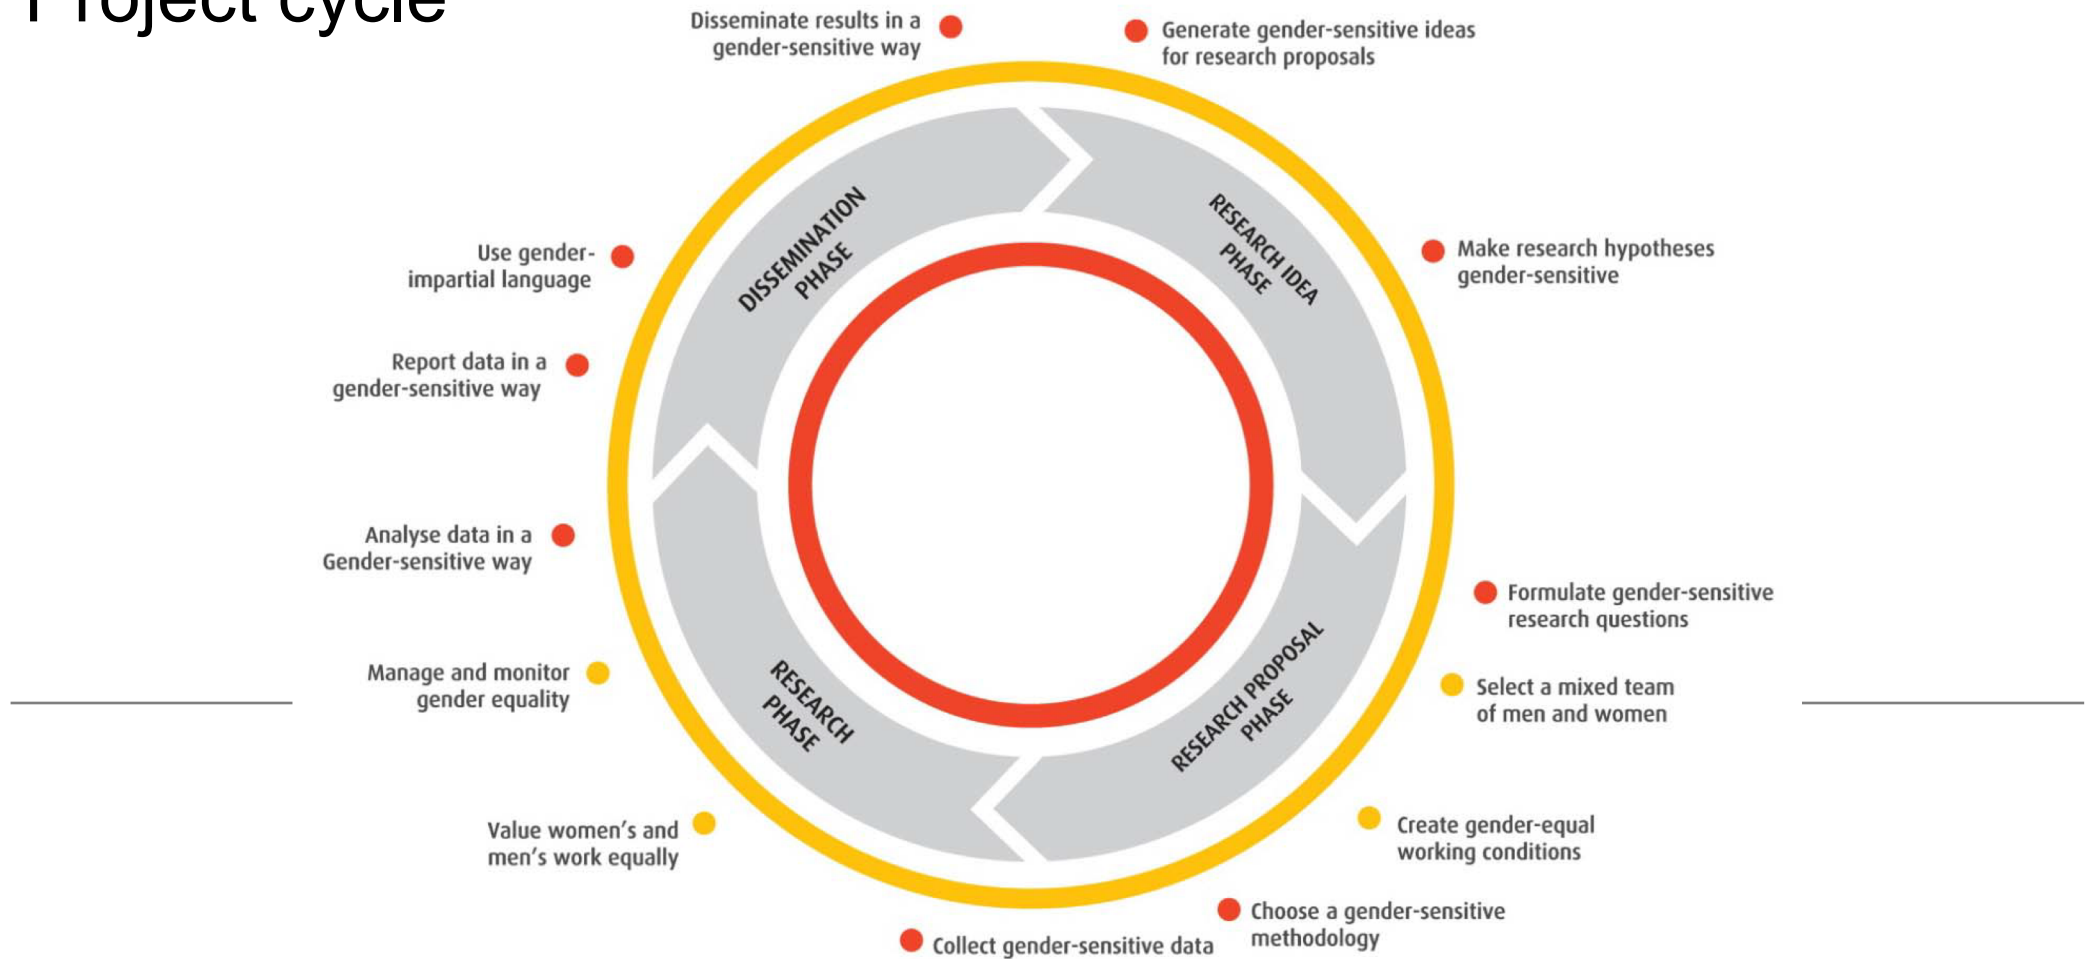 Project cycle
Disseminate results in a
gender-sensitive way
Generate gender-sensitive ideas
for research proposals
DISSEMINATION
PHASE
RESEARCH IDEA
PHASE
Use gender-
impartial language
Make research hypotheses
gender-sensitive
Report data in a
gender-sensitive way
Analyse data in a
Gender-sensitive way
Formulate gender-sensitive
research questions
Manage and monitor
gender equality
RESEARCH
PHASE
RESEARCH PROPOSAL
PHASE
Select a mixed team
of men and women
Value women’s and
men’s work equally
Create gender-equal
working conditions
Choose a gender-sensitive
methodology
Collect gender-sensitive data